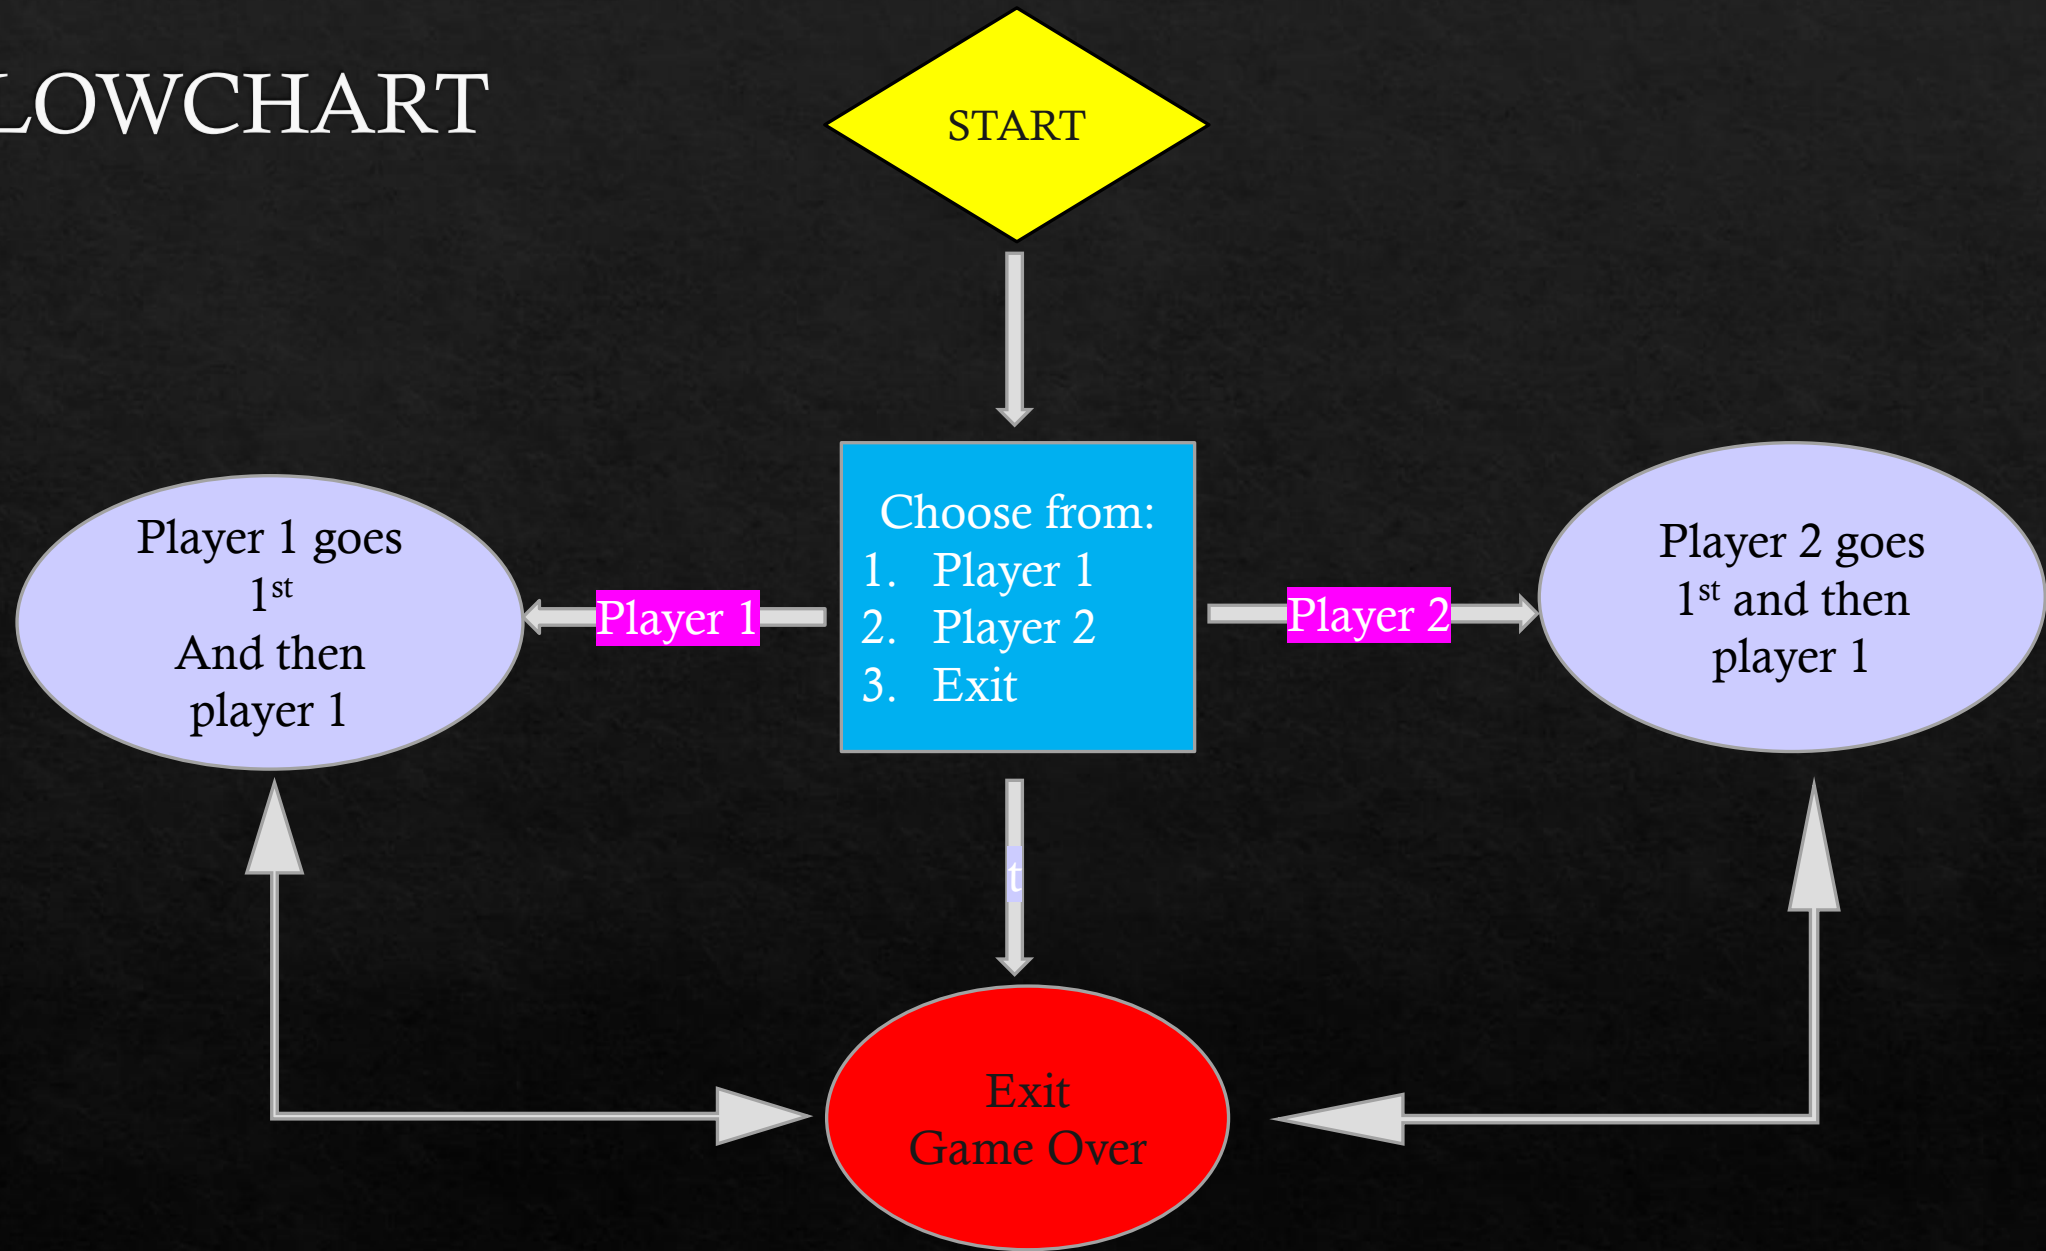 LOWCHART
START
Choose from:
1. Player 1
2. Player 2
3. Exit
Player 1
Player 1 goes
1st
And then
player 1
Player 2
Player 2 goes
1st and then
player 1
t
Exit
Game Over